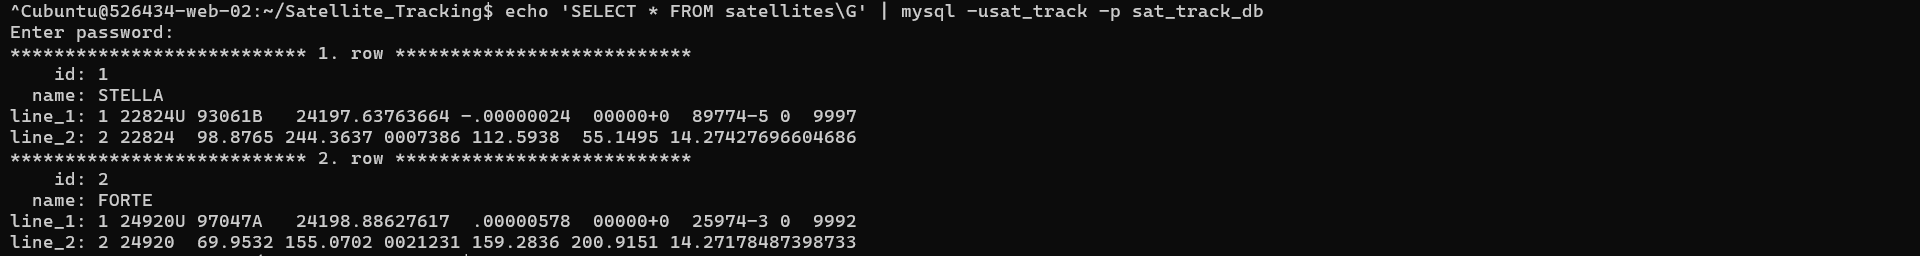 ^Cubuntu@526434-web-02:~/Satellite_Tracking$ echo 'SELECT * FROM satellites\G' | mysql -usat_track -p sat_track_db
Enter password:
*************************** 1. row ***************************
    id: 1
  name: STELLA
line_1: 1 22824U 93061B   24197.63763664 -.00000024  00000+0  89774-5 0  9997
line_2: 2 22824  98.8765 244.3637 0007386 112.5938  55.1495 14.27427696604686
*************************** 2. row ***************************
    id: 2
  name: FORTE
line_1: 1 24920U 97047A   24198.88627617  .00000578  00000+0  25974-3 0  9992
line_2: 2 24920  69.9532 155.0702 0021231 159.2836 200.9151 14.27178487398733